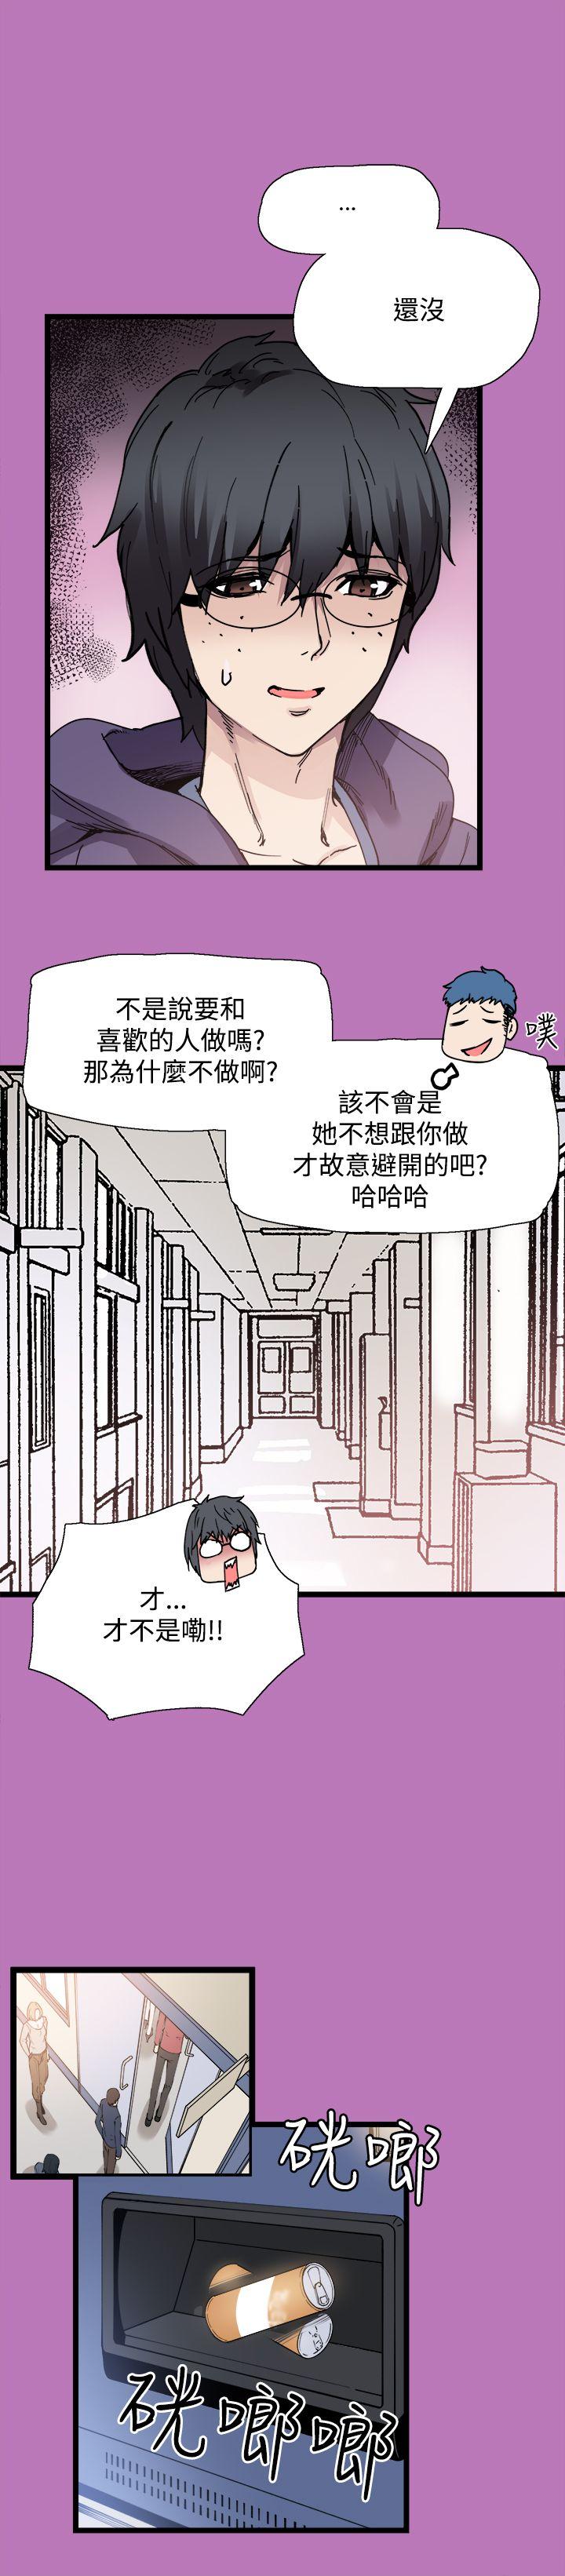 ...
還沒
不是說要和
喜歡的人做嗎?
那為什麼不做啊?
噗
該不會是
她不想跟你做
才故意避開的吧?
哈哈哈
才...
才不是嘞!!
硄啷
硄啷啷